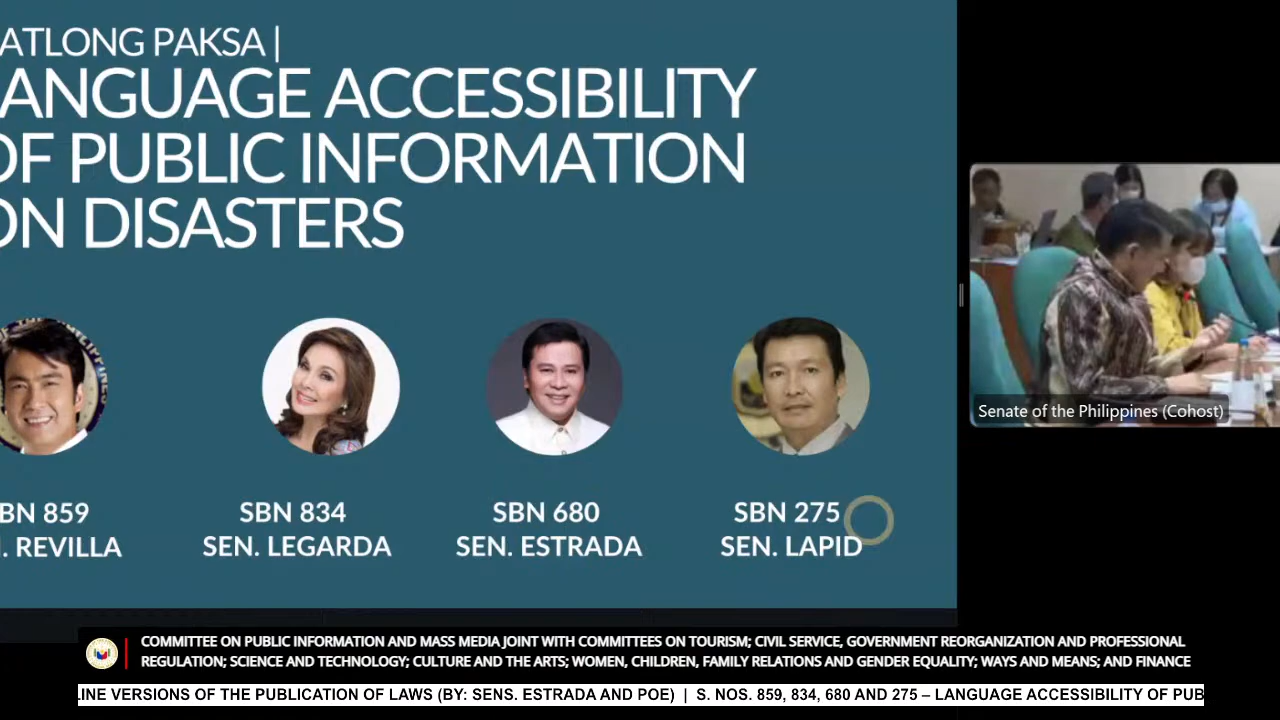 ATLONG PAKSA |
ANGUAGE ACCESSIBILITY
OF PUBLIC INFORMATION
ON DISASTERS
BN 859
SBN 834
SBN 680
SBN 275
. REVILLA
SEN. LEGARDA
SEN. ESTRADA
SEN. LAPID
Senate of the Philippines (Cohost)
COMMITTEE ON PUBLIC INFORMATION AND MASS MEDIA JOINT WITH COMMITTEES ON TOURISM; CIVIL SERVICE, GOVERNMENT REORGANIZATION AND PROFESSIONAL
REGULATION; SCIENCE AND TECHNOLOGY; CULTURE AND THE ARTS; WOMEN, CHILDREN, FAMILY RELATIONS AND GENDER EQUALITY; WAYS AND MEANS; AND FINANCE
LINE VERSIONS OF THE PUBLICATION OF LAWS (BY: SENS. ESTRADA AND POE) | S. NOS. 859, 834, 680 AND 275 – LANGUAGE ACCESSIBILITY OF PUB